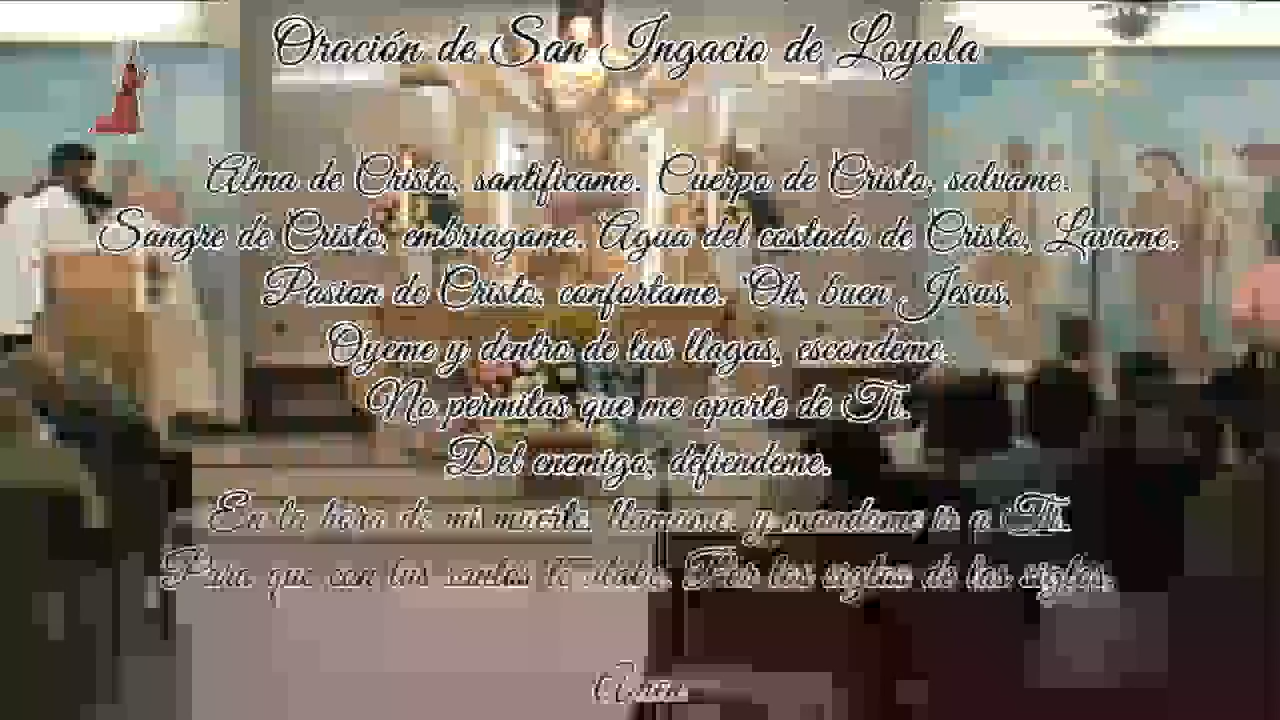 Oración de San Ingacio de Loyola
Alma de Cristo, santificame. Cuerpo de Cristo, salvame.
Sangre de Cristo, embriagame. Agua del costado de Cristo, Lavame.
Pasion de Cristo, confortame. Oh, buen Jesus,
Oyeme y dentro de tus llagas, escondeme.
No permitas que me aparte de Ti.
Del enemigo, defiendeme.
En la hora de mi muerte, llamame, y mandame ir a Ti.
Para que con tus santos te alabe. Por los siglos de los siglos.
Amen